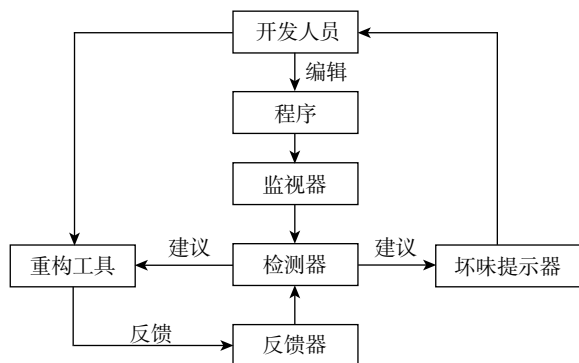 开发人员
编辑
程序
监视器
建议
建议
重构工具
检测器
坏味提示器
反馈
反馈器